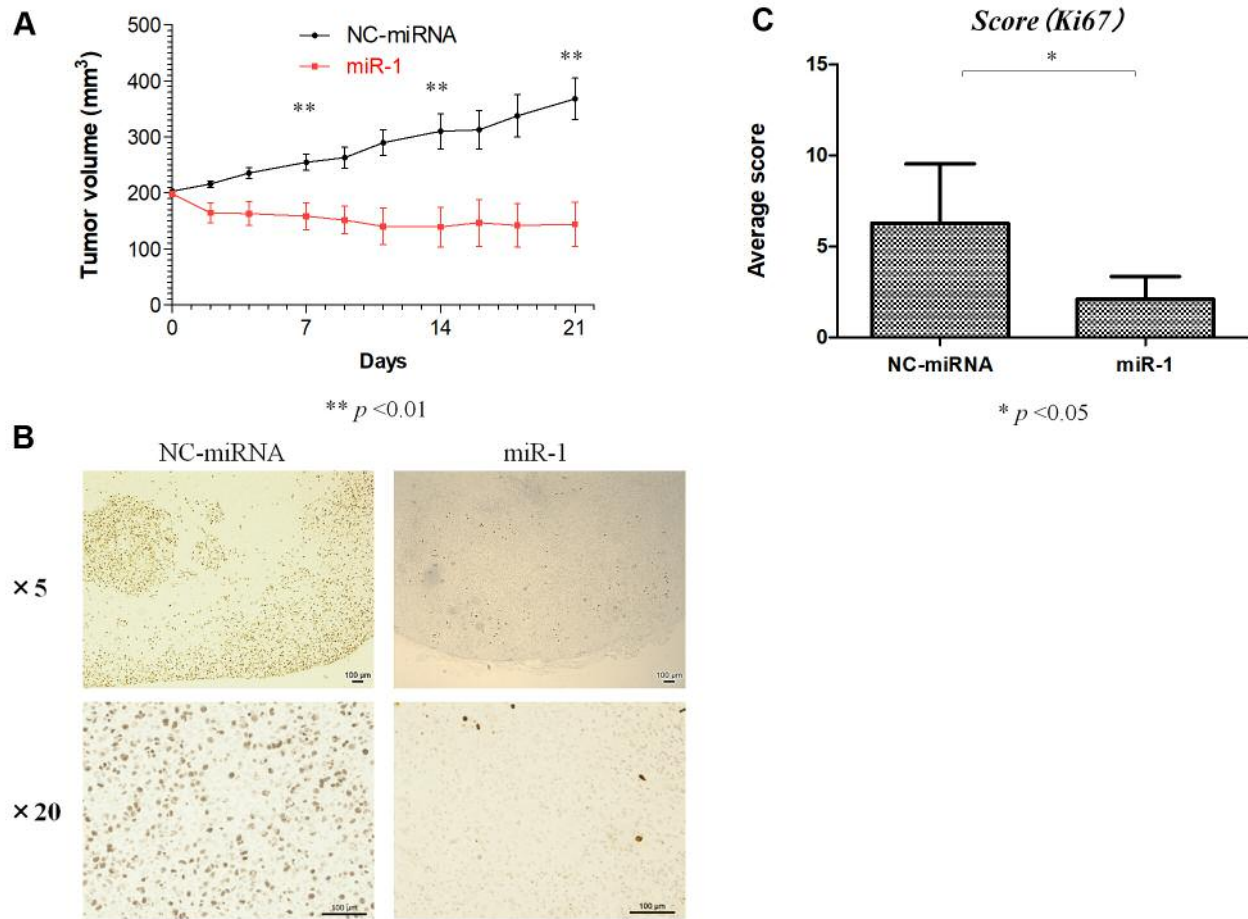 A
500
400
300
200
100
0
Tumor volume (mm³)
NC-miRNA
miR-1
**
**
**
0 7 14 21
Days
** p <0.01
C
Score (Ki67)
*
15
10
5
0
Average score
NC-miRNA miR-1
* p <0.05
B
NC-miRNA miR-1
×5
100 µm
100 µm
×20
100 µm
100 µm